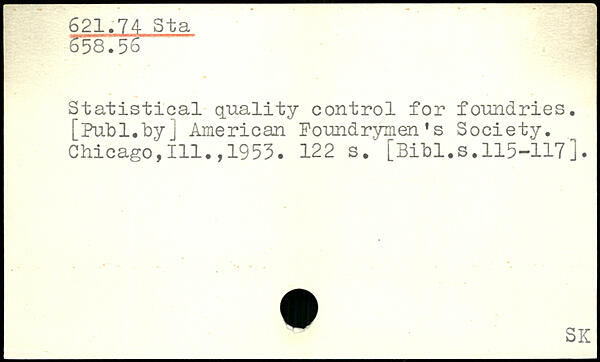 621.74 Sta
658.56
Statistical quality control for foundries.
[Publ.by] American Foundrymen's Society.
Chicago,Ill.,1953. 122 s. [Bibl.s.115-117].
SK